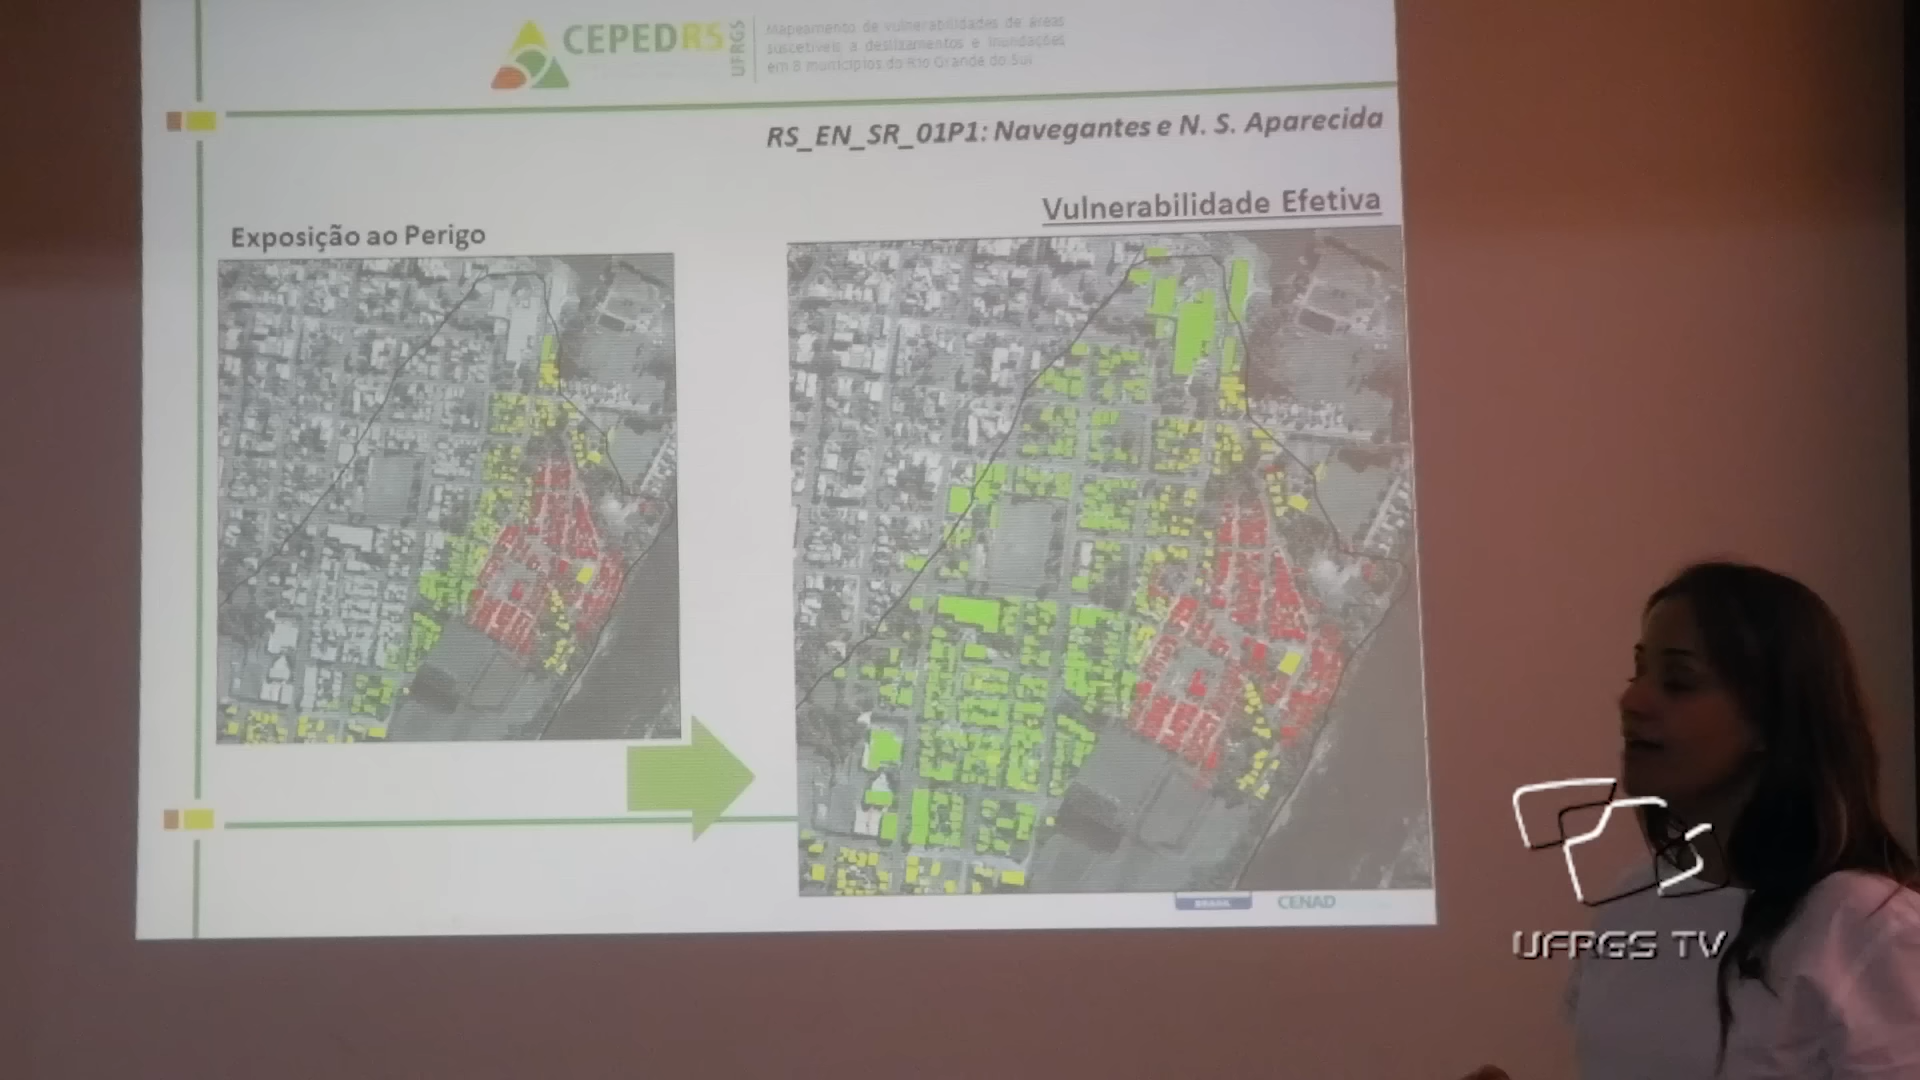 CEPEDRS
UFRGS
Mapeamento de vulnerabilidades de áreas
suscetíveis a deslizamentos e inundações
em 8 municípios do Rio Grande do Sul
RS_EN_SR_01P1: Navegantes e N. S. Aparecida
Exposição ao Perigo
Vulnerabilidade Efetiva
BRASIL
CENAD
UFRGS TV